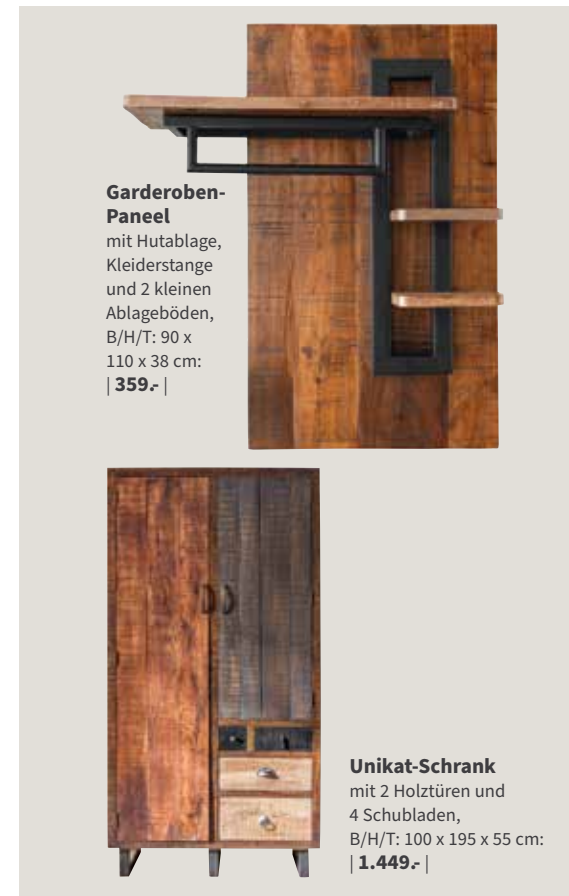 Garderoben-
Paneel
mit Hutablage,
Kleiderstange
und 2 kleinen
Ablageböden,
B/H/T: 90 x
110 x 38 cm:
| 359.- |
Unikat-Schrank
mit 2 Holztüren und
4 Schubladen,
B/H/T: 100 x 195 x 55 cm:
| 1.449.- |